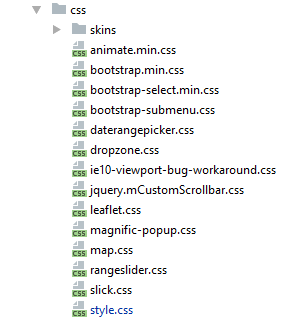 css
skins
animate.min.css
bootstrap.min.css
bootstrap-select.min.css
bootstrap-submenu.css
daterangepicker.css
dropzone.css
ie10-viewport-bug-workaround.css
jquery.mCustomScrollbar.css
leaflet.css
magnific-popup.css
map.css
rangeslider.css
slick.css
style.css